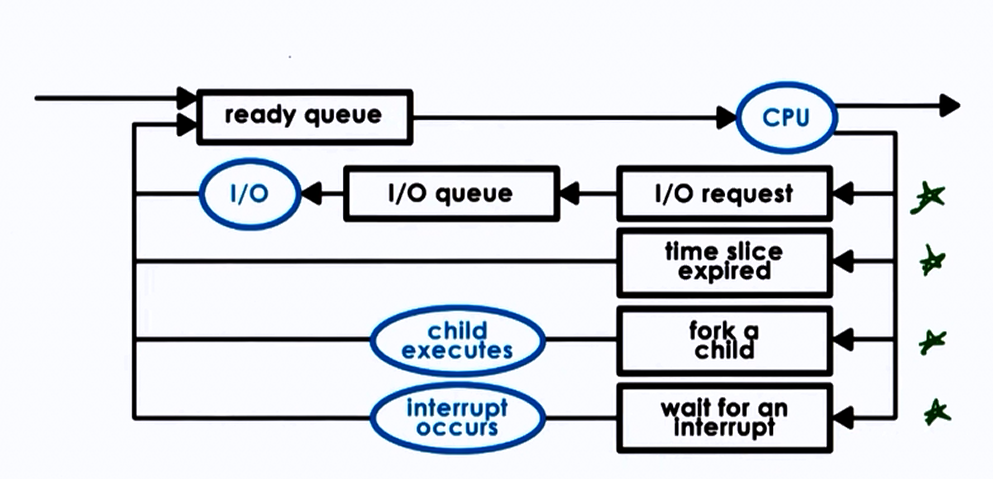 ready queue
CPU
I/O
I/O queue
I/O request
time slice
expired
child
executes
fork a
child
interrupt
occurs
wait for an
interrupt